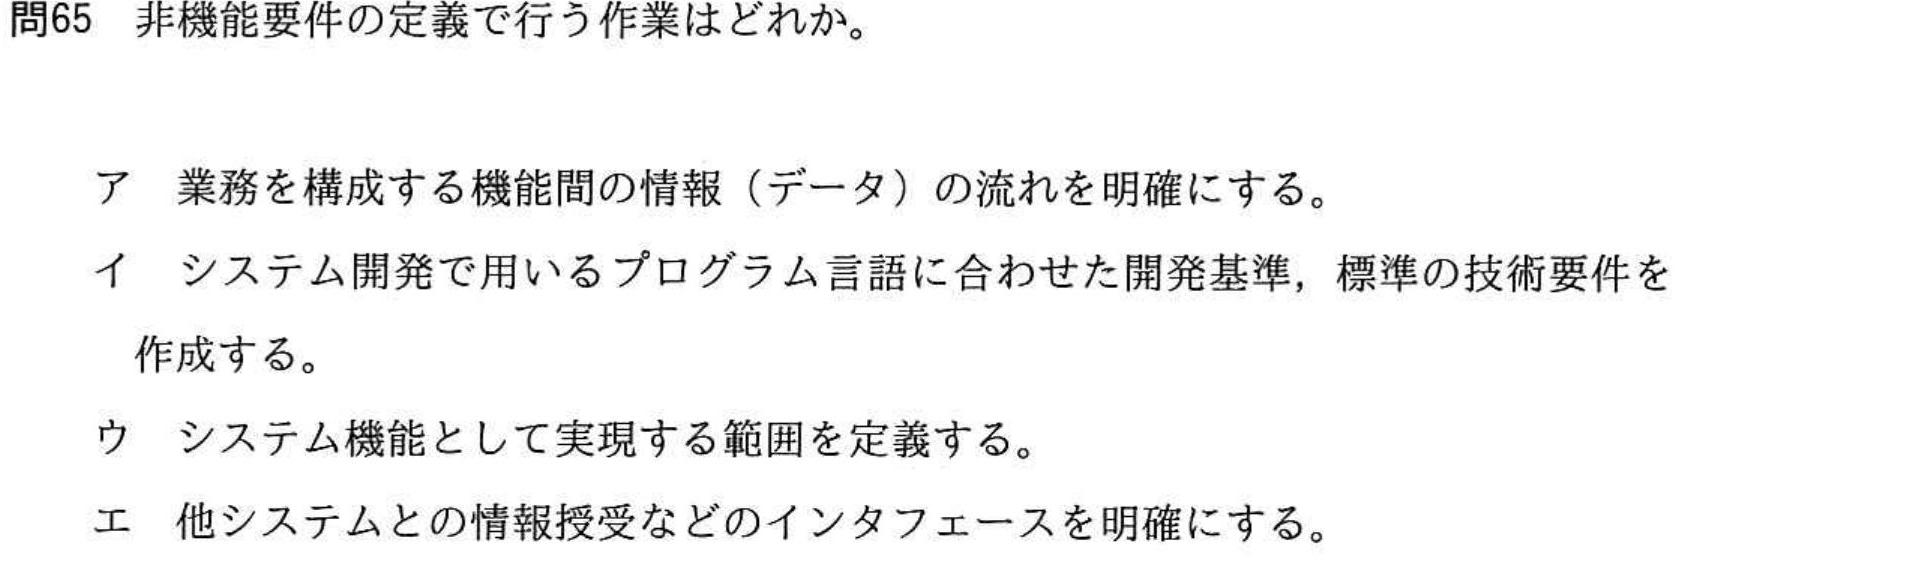 問65　非機能要件の定義で行う作業はどれか。
ア　業務を構成する機能間の情報（データ）の流れを明確にする。
イ　システム開発で用いるプログラム言語に合わせた開発基準，標準の技術要件を
作成する。
ウ　システム機能として実現する範囲を定義する。
エ　他システムとの情報授受などのインタフェースを明確にする。